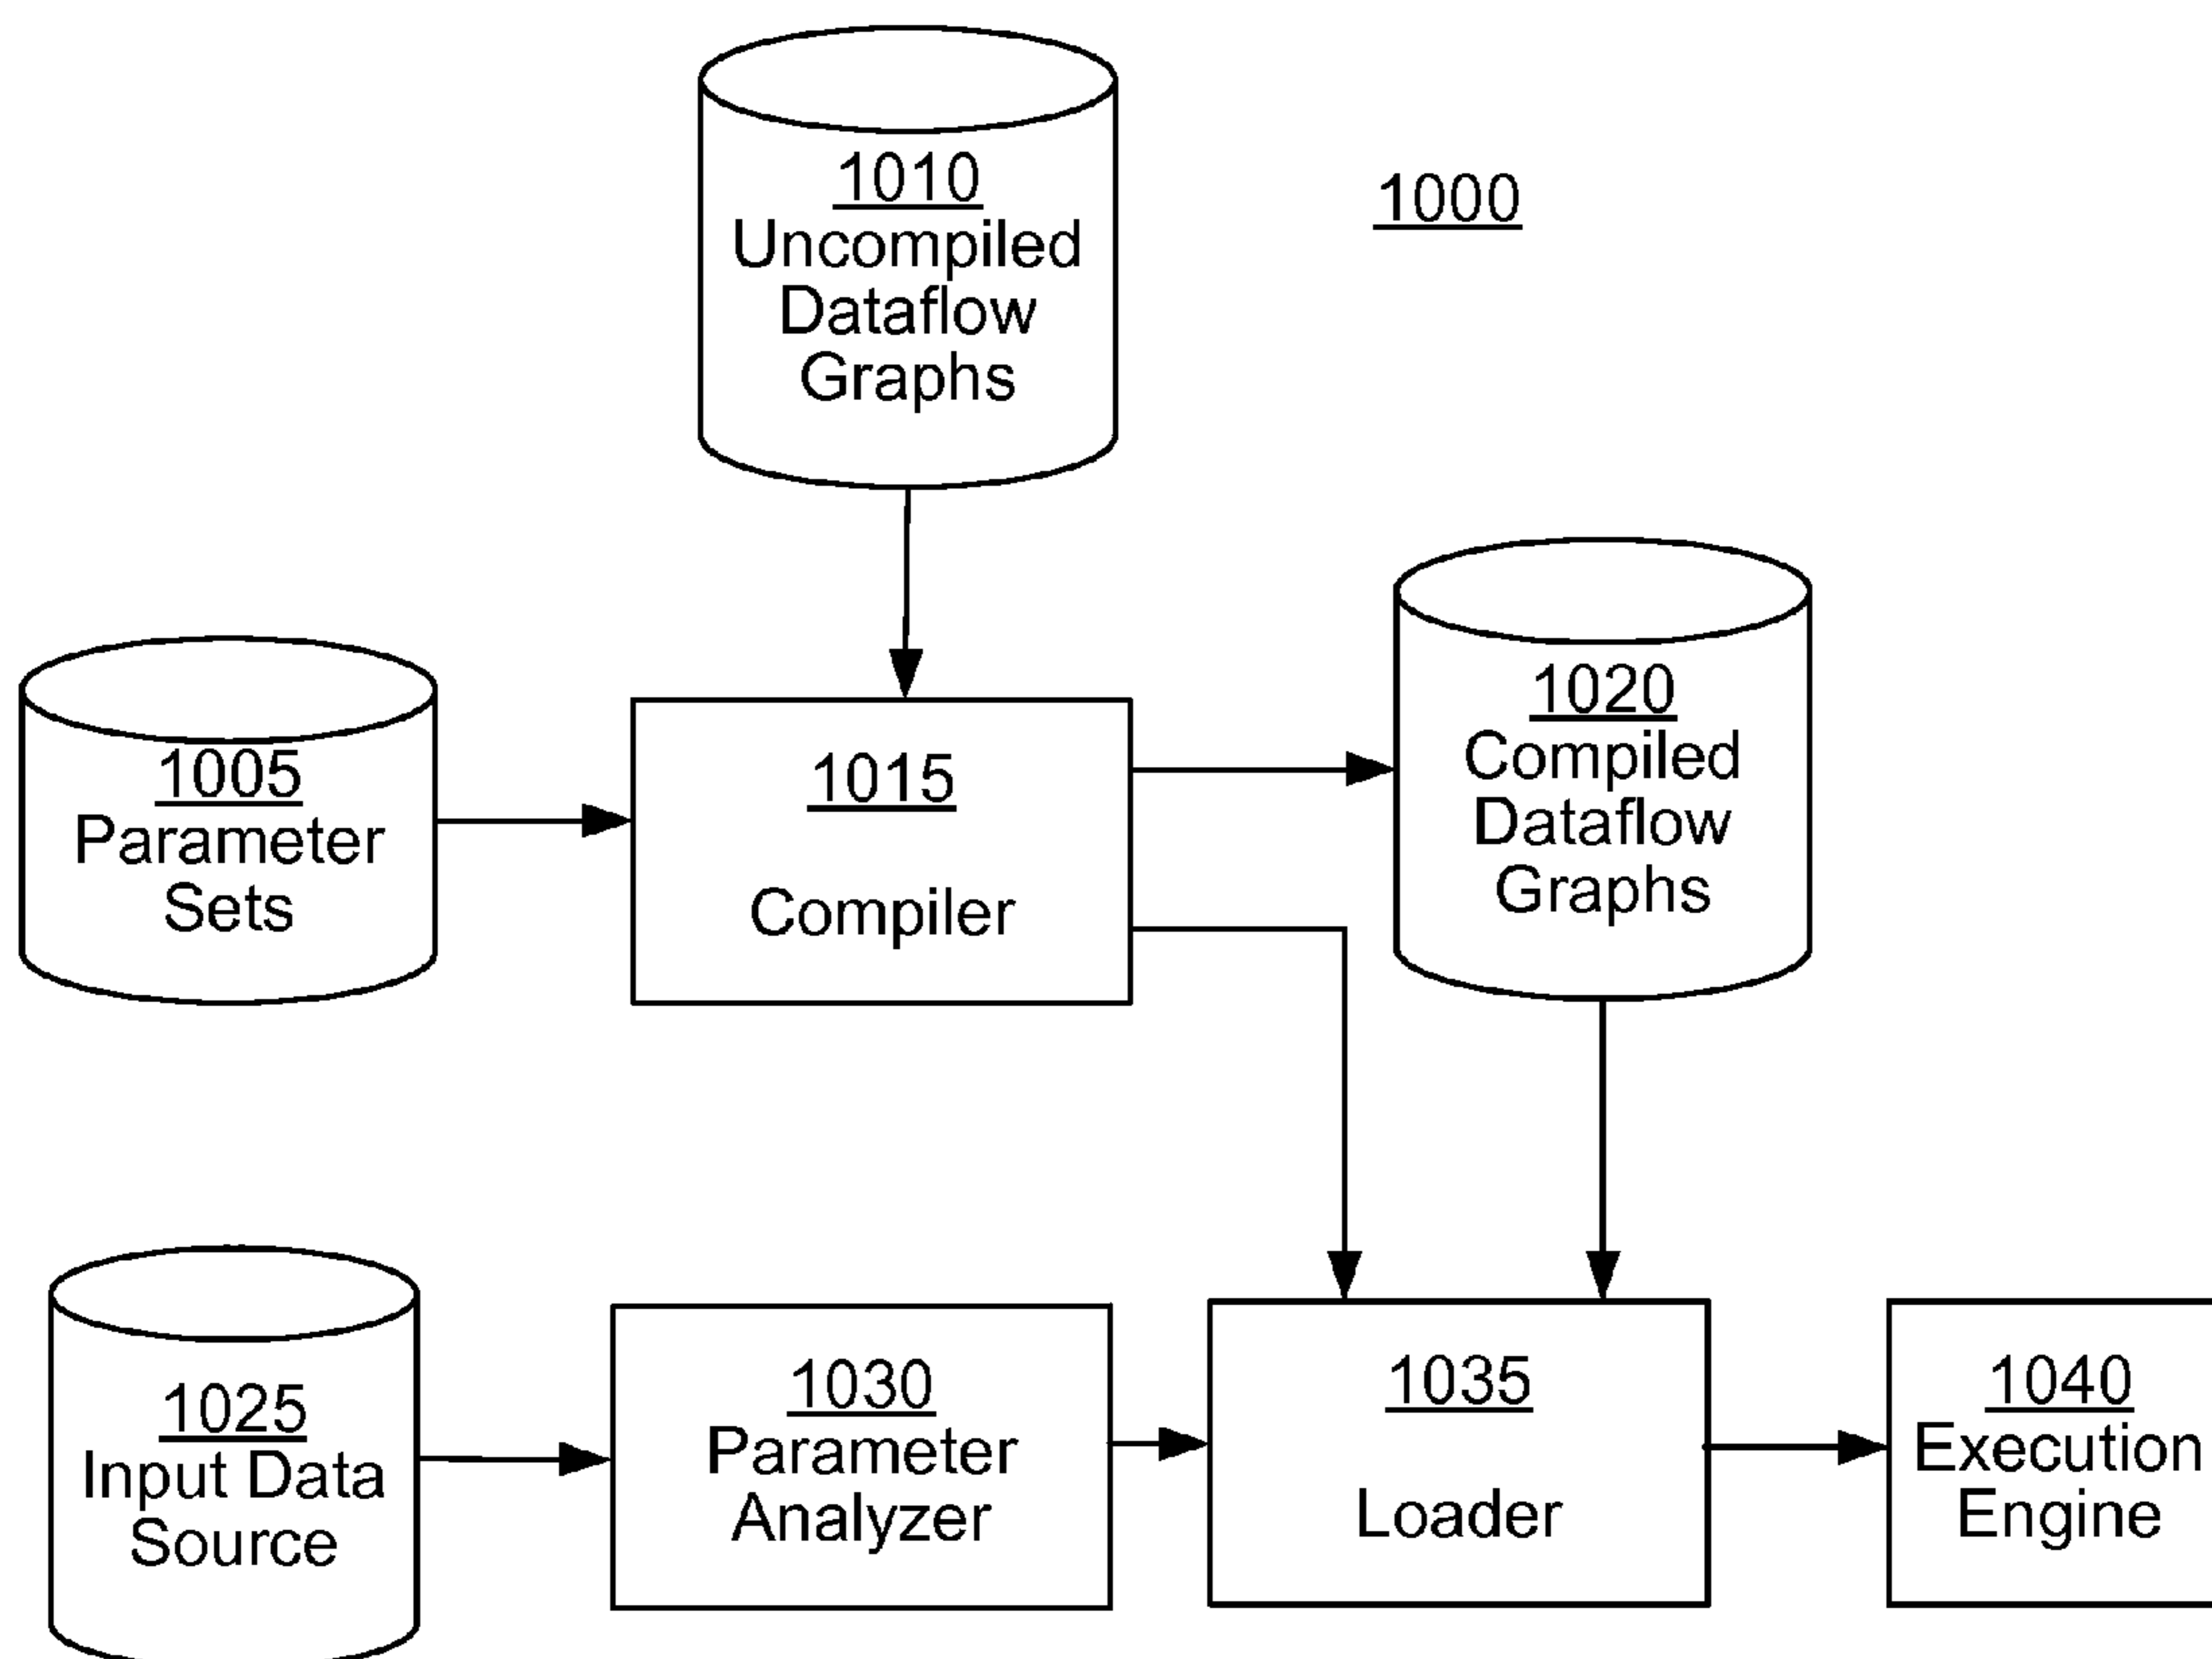 1010
Uncompiled
Dataflow
Graphs
1000
1005
Parameter
Sets
1015
Compiler
1020
Compiled
Dataflow
Graphs
1025
Input Data
Source
1030
Parameter
Analyzer
1035
Loader
1040
Execution
Engine